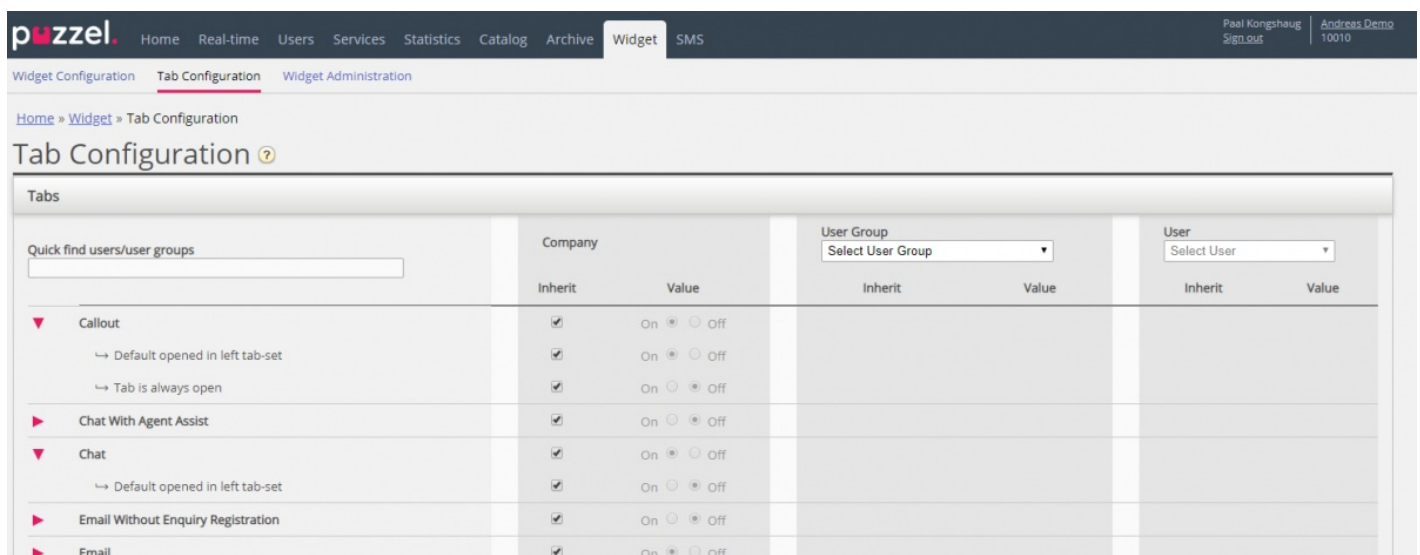 puzzel. Home Real-time Users Services Statistics Catalog Archive Widget SMS
Paal Kongshaug Andreas Demo
Sign out 10010
Widget Configuration Tab Configuration Widget Administration
Home » Widget » Tab Configuration
Tab Configuration ?
Tabs
Quick find users/user groups
Company
User Group
Select User Group
User
Select User
Inherit Value Inherit Value Inherit Value
Callout On Off
↪ Default opened in left tab-set On Off
↪ Tab is always open On Off
Chat With Agent Assist On Off
Chat On Off
↪ Default opened in left tab-set On Off
Email Without Enquiry Registration On Off
Email On Off